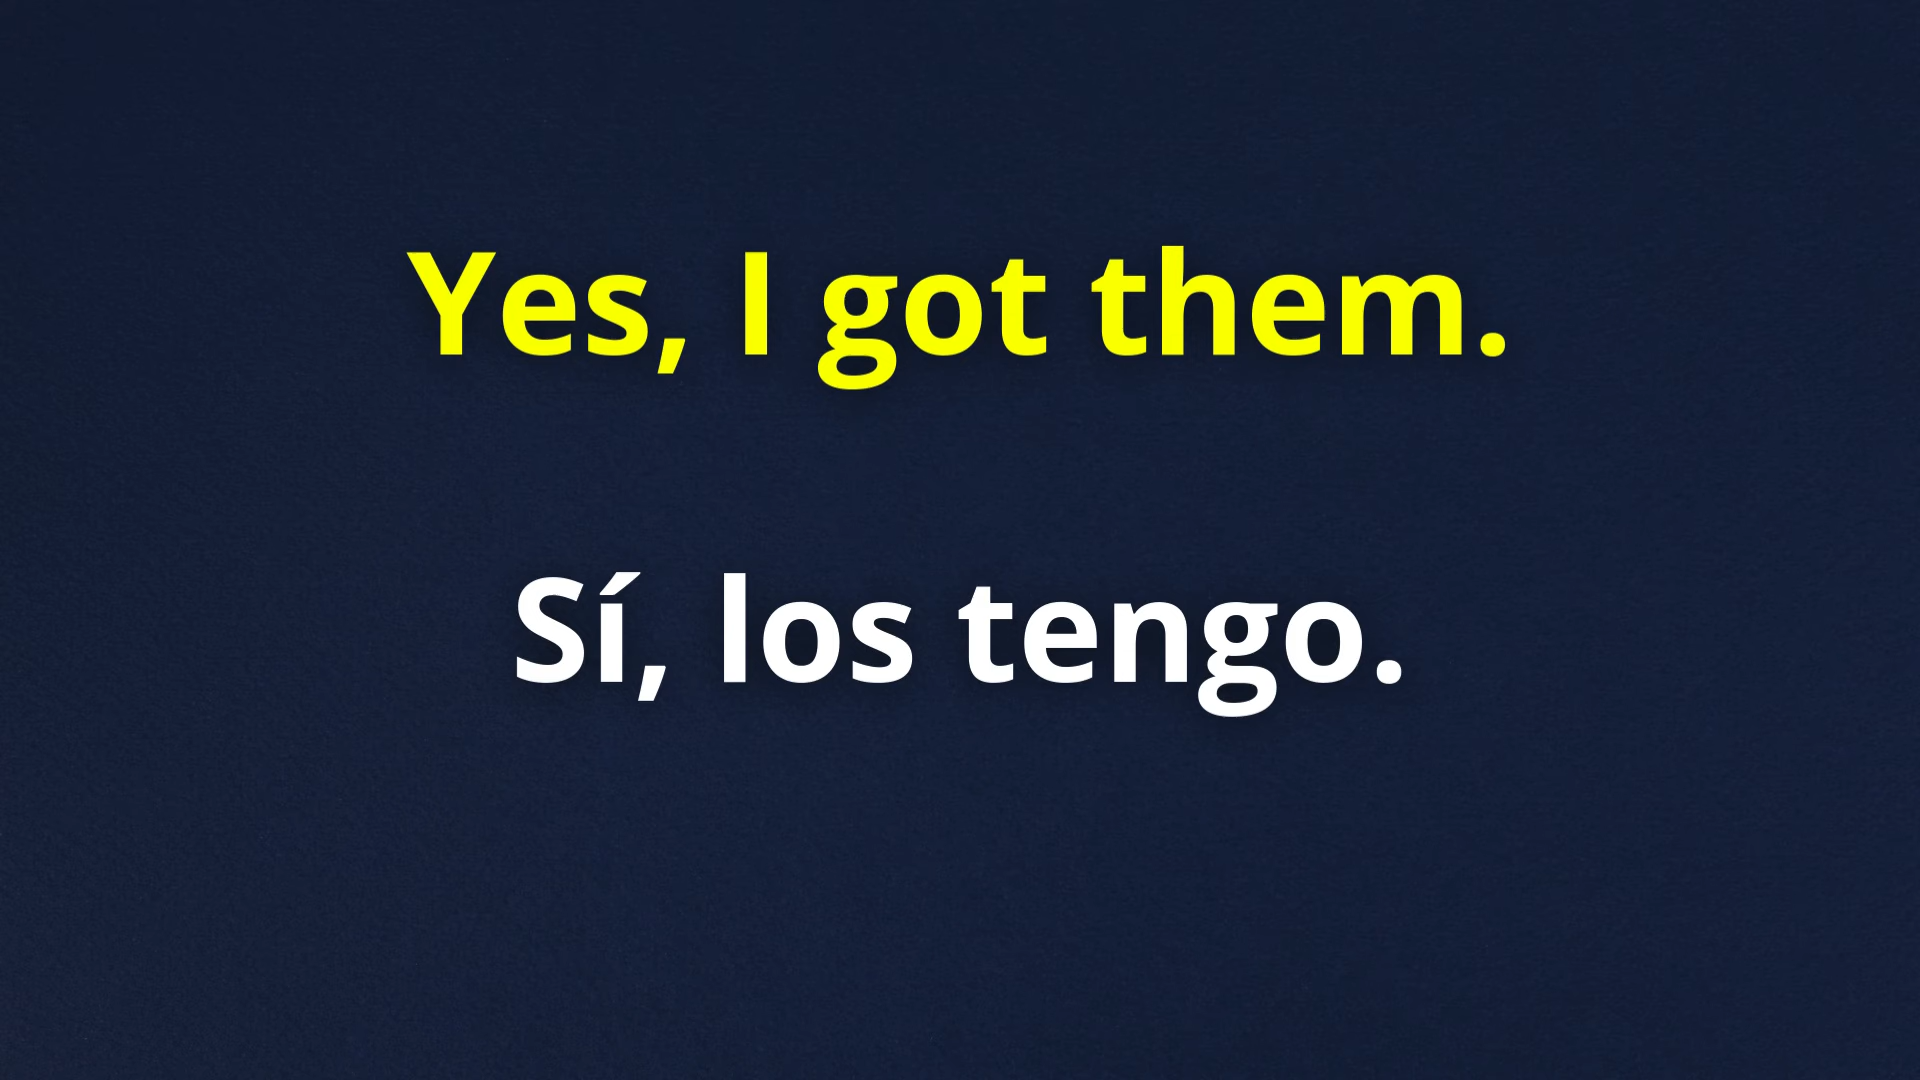 Yes, I got them.
Sí, los tengo.